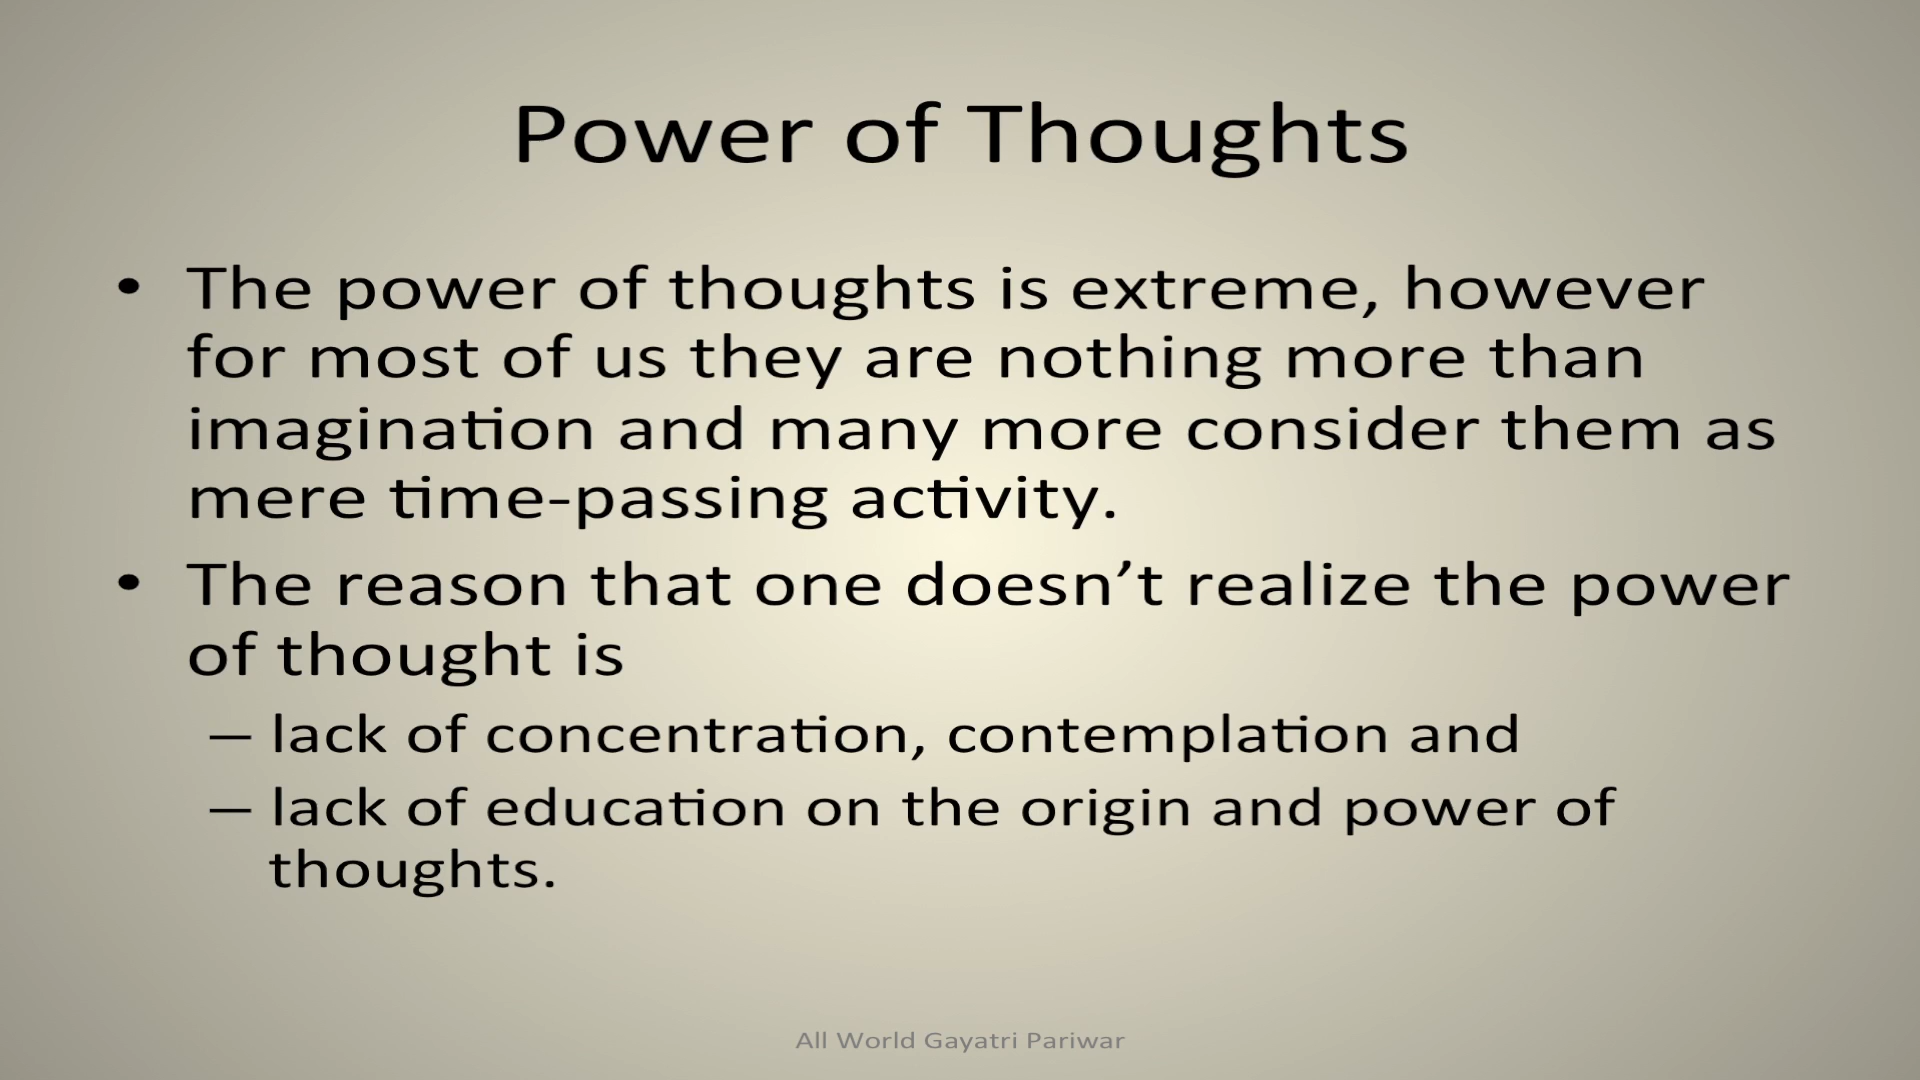 Power of Thoughts
• The power of thoughts is extreme, however
for most of us they are nothing more than
imagination and many more consider them as
mere time-passing activity.
• The reason that one doesn’t realize the power
of thought is
– lack of concentration, contemplation and
– lack of education on the origin and power of
thoughts.
All World Gayatri Pariwar